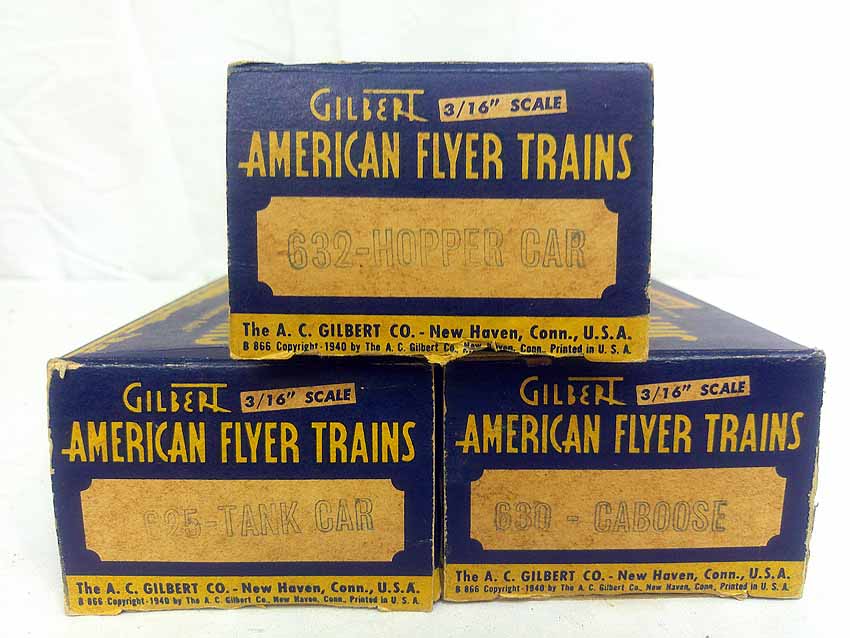 GILBERT 3/16" SCALE
AMERICAN FLYER TRAINS
632-HOPPER CAR
The A. C. GILBERT CO. - New Haven, Conn., U.S.A.
B 866 Copyright-1940 by The A. C. Gilbert Co., New Haven, Conn. Printed in U. S. A.
GILBERT 3/16" SCALE
AMERICAN FLYER TRAINS
625-TANK CAR
The A. C. GILBERT CO. - New Haven, Conn., U.S.A.
B 866 Copyright-1940 by The A. C. Gilbert Co., New Haven, Conn. Printed in U. S. A.
GILBERT 3/16" SCALE
AMERICAN FLYER TRAINS
630 - CABOOSE
The A. C. GILBERT CO. - New Haven, Conn., U.S.A.
B 866 Copyright-1940 by The A. C. Gilbert Co., New Haven, Conn. Printed in U. S. A.